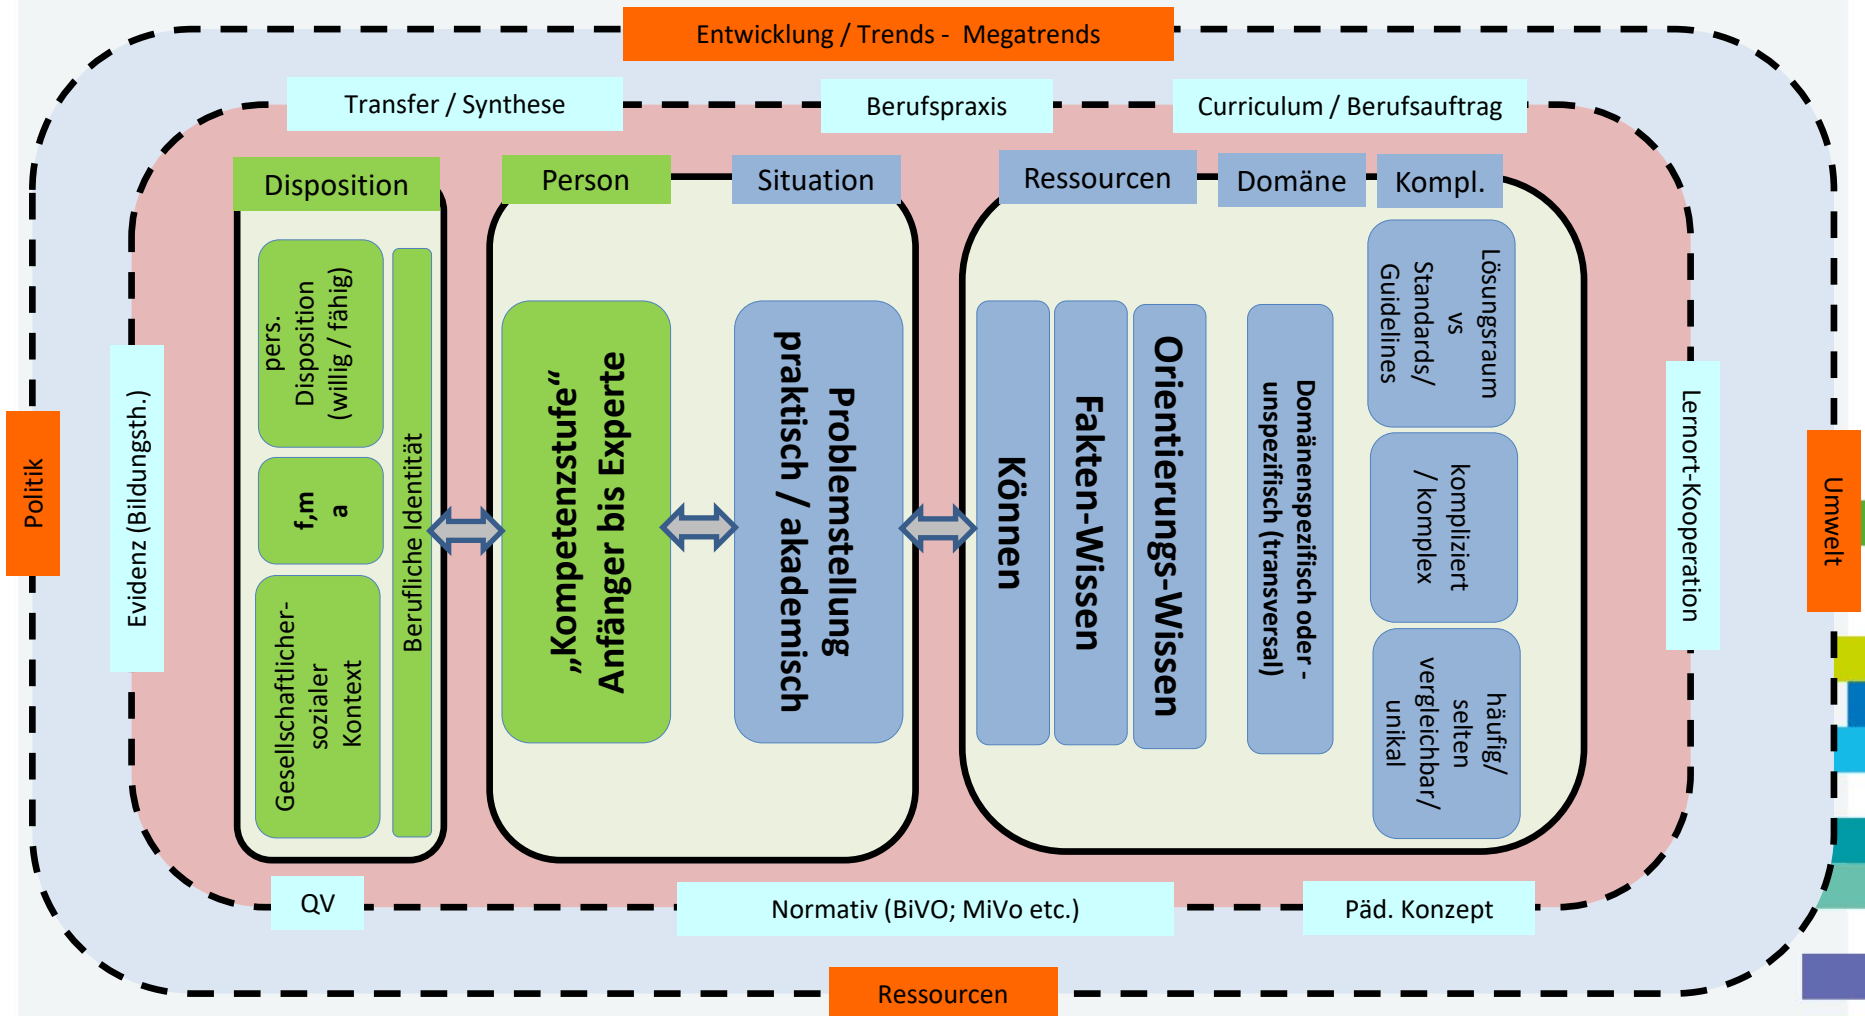 Entwicklung / Trends - Megatrends
Transfer / Synthese
Berufspraxis
Curriculum / Berufsauftrag
Disposition
Person
Situation
Ressourcen
Domäne
Kompl.
Politik
Evidenz (Bildungsth.)
pers.
Disposition
(willig / fähig)
f,m
a
Gesellschaftlicher-
sozialer
Kontext
Berufliche Identität
„Kompetenzstufe“
Anfänger bis Experte
Problemstellung
praktisch / akademisch
Können
Fakten-Wissen
Orientierungs-Wissen
Domänenspezifisch oder -
unspezifisch (transversal)
Lösungsraum
vs
Standards/
Guidelines
kompliziert
/ komplex
häufig/
selten
vergleichbar/
unikal
Lernort-Kooperation
Umwelt
QV
Normativ (BiVO; MiVo etc.)
Päd. Konzept
Ressourcen